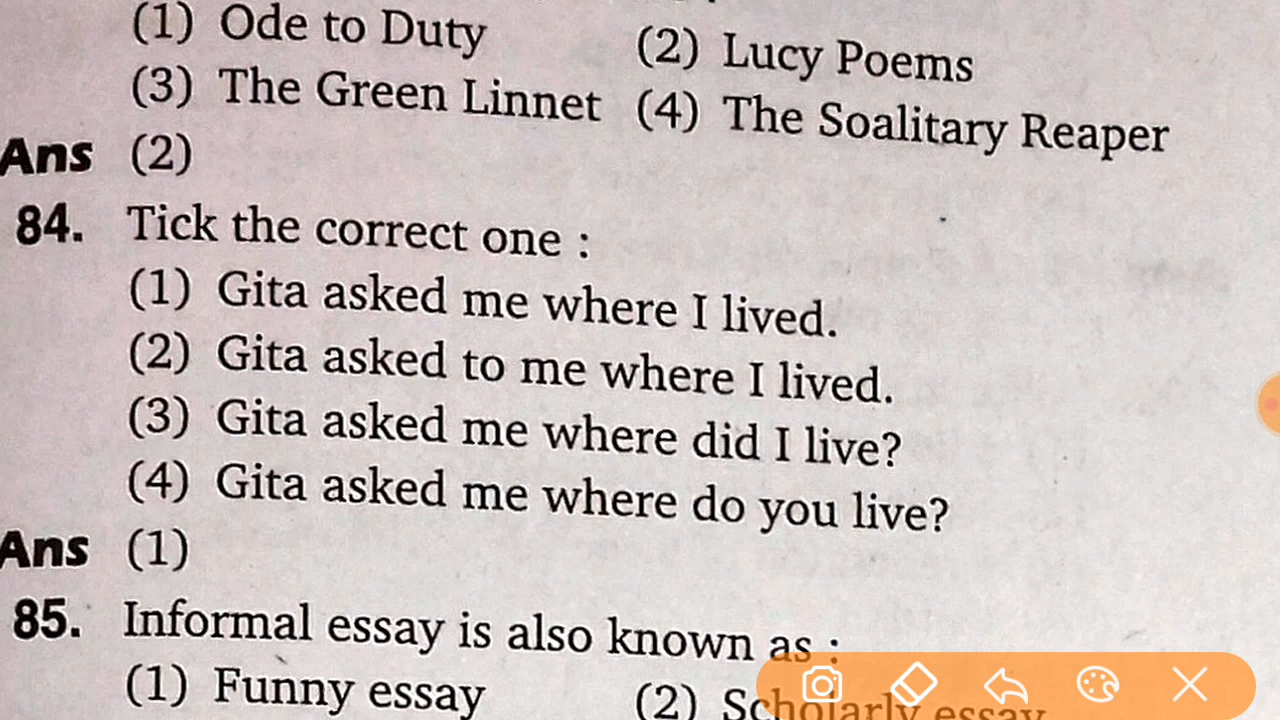 (1) Ode to Duty (2) Lucy Poems
(3) The Green Linnet (4) The Soalitary Reaper
Ans (2)
84. Tick the correct one :
(1) Gita asked me where I lived.
(2) Gita asked to me where I lived.
(3) Gita asked me where did I live?
(4) Gita asked me where do you live?
Ans (1)
85. Informal essay is also known as :
(1) Funny essay (2) Scholarly essay